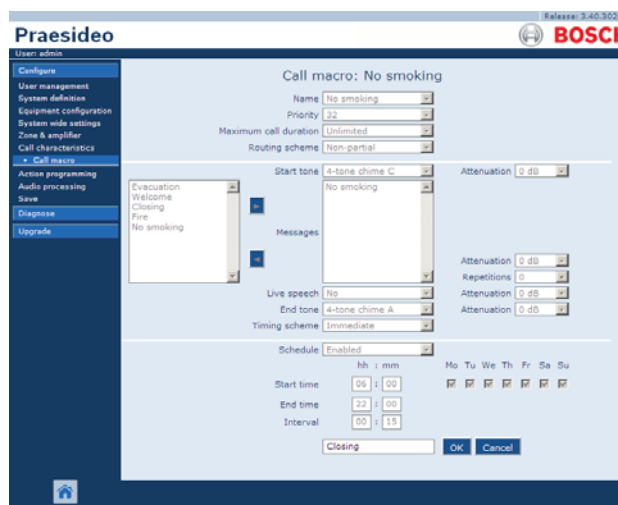 Release: 3.40.302
Praesideo
BOSCH
User: admin
Configure
User management
System definition
Equipment configuration
System wide settings
Zone & amplifier
Call characteristics
• Call macro
Action programming
Audio processing
Save
Diagnose
Upgrade
Call macro: No smoking
Name No smoking
Priority 32
Maximum call duration Unlimited
Routing scheme Non-partial
Start tone 4-tone chime C Attenuation 0 dB
Evacuation
Welcome
Closing
Fire
No smoking
Messages
No smoking
Attenuation 0 dB
Repetitions 0
Live speech No Attenuation 0 dB
End tone 4-tone chime A Attenuation 0 dB
Timing scheme Immediate
Schedule Enabled
hh : mm Mo Tu We Th Fr Sa Su
Start time 06 : 00
End time 22 : 00
Interval 00 : 15
Closing OK Cancel